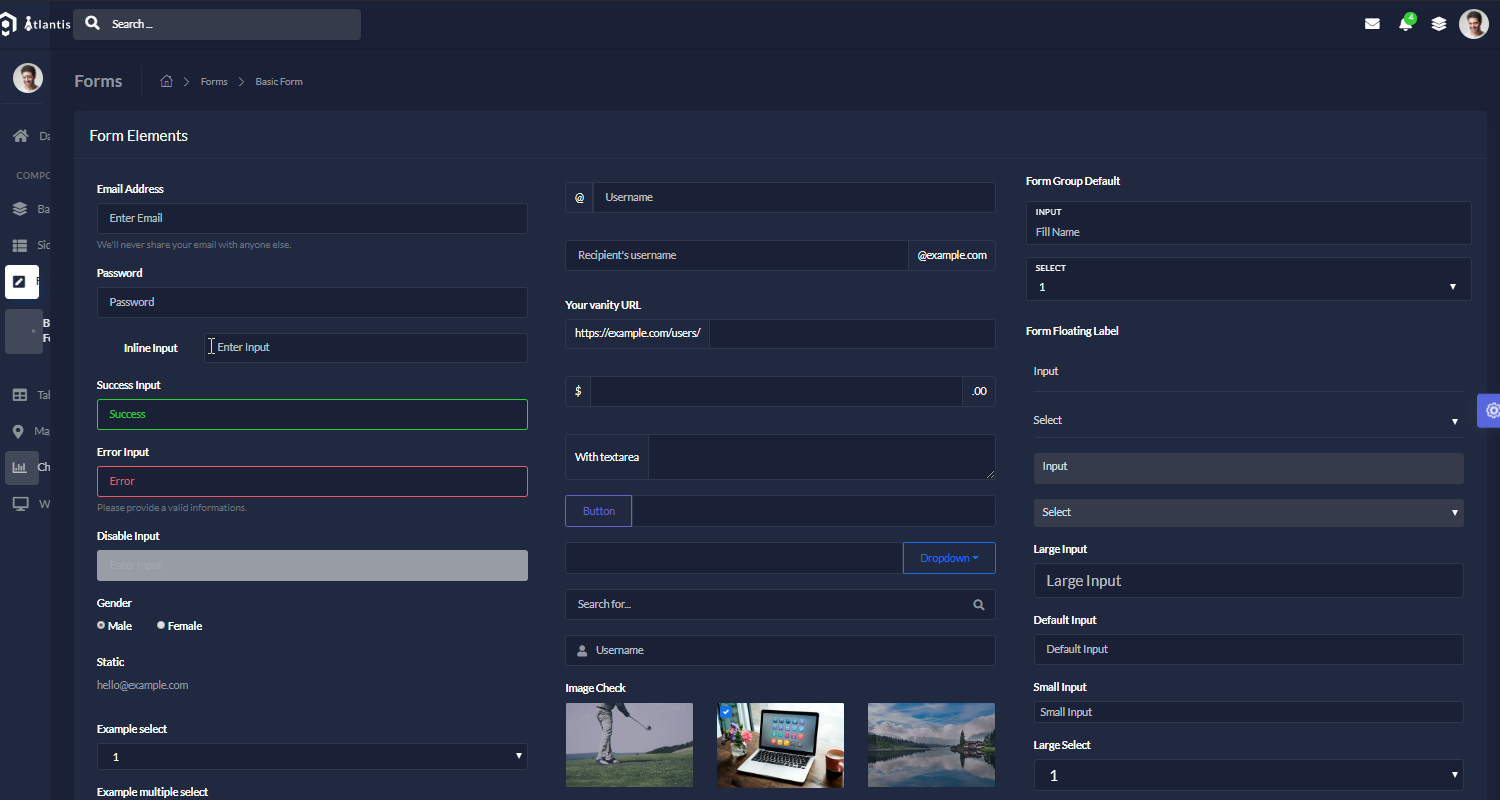 Atlantis
Search ...
4
Forms
Forms
Basic Form
Da
COMPO
Ba
Sid
F
B
Fo
Tal
Ma
Ch
W
Form Elements
Email Address
Enter Email
We'll never share your email with anyone else.
Password
Password
Inline Input
Enter Input
Success Input
Success
Error Input
Error
Please provide a valid informations.
Disable Input
Enter Input
Gender
Male
Female
Static
hello@example.com
Example select
1
Example multiple select
@
Username
Recipient's username
@example.com
Your vanity URL
https://example.com/users/
$
.00
With textarea
Button
Dropdown
Search for...
Username
Image Check
Form Group Default
INPUT
Fill Name
SELECT
1
Form Floating Label
Input
Select
Input
Select
Large Input
Large Input
Default Input
Default Input
Small Input
Small Input
Large Select
1